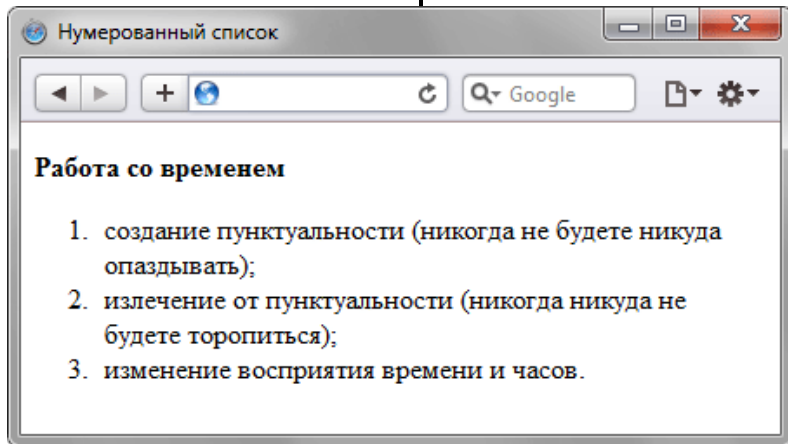 Нумерованный список
Google
Работа со временем
1. создание пунктуальности (никогда не будете никуда
опаздывать);
2. излечение от пунктуальности (никогда никуда не
будете торопиться);
3. изменение восприятия времени и часов.